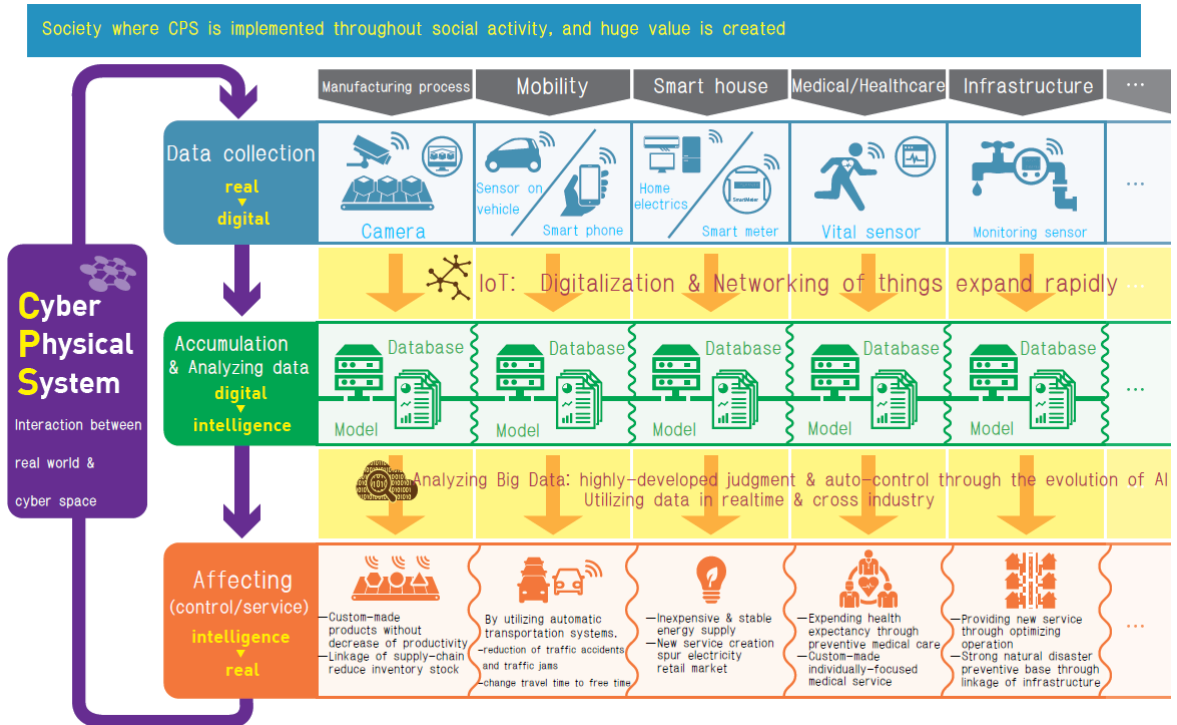 Society where CPS is implemented throughout social activity, and huge value is created
Manufacturing process
Mobility
Smart house
Medical/Healthcare
Infrastructure
...
Cyber
Physical
System
Interaction between
real world &
cyber space
Data collection
real
digital
Camera
Sensor on
vehicle
Smart phone
Home
electrics
SmartMeter
Smart meter
Vital sensor
Monitoring sensor
...
IoT: Digitalization & Networking of things expand rapidly
...
Accumulation
& Analyzing data
digital
intelligence
Database
Model
Database
Model
Database
Model
Database
Model
Database
Model
...
Analyzing Big Data: highly-developed judgment & auto-control through the evolution of AI
Utilizing data in realtime & cross industry
Affecting
(control/service)
intelligence
real
—Custom-made
products without
decrease of productivity
—Linkage of supply-chain
reduce inventory stock
By utilizing automatic
transportation systems,
-reduction of traffic accidents
and traffic jams
-change travel time to free time
—Inexpensive & stable
energy supply
—New service creation
spur electricity
retail market
—Expending health
expectancy through
preventive medical care
—Custom-made
individually-focused
medical service
—Providing new service
through optimizing
operation
—Strong natural disaster
preventive base through
linkage of infrastructure
...